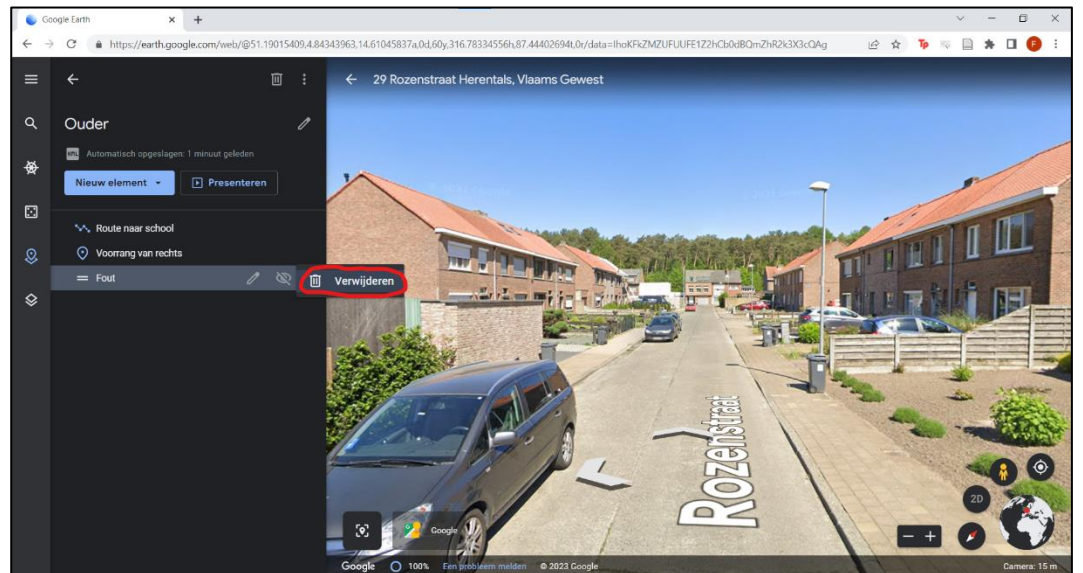 Google Earth
https://earth.google.com/web/@51.19015409,4.84343963,14.61045837a,0d,60y,316.78334556h,87.44402694t,0r/data=IhoKFkZMZUFUUFE1Z2hCb0dBQmZhR2k3X3cQAg
Tp
F
29 Rozenstraat Herentals, Vlaams Gewest
Ouder
KML
Automatisch opgeslagen: 1 minuut geleden
Nieuw element
Presenteren
Route naar school
Voorrang van rechts
Fout
Verwijderen
Rozenstraat
2D
Google
Google
100%
Een probleem melden
© 2023 Google
Camera: 15 m